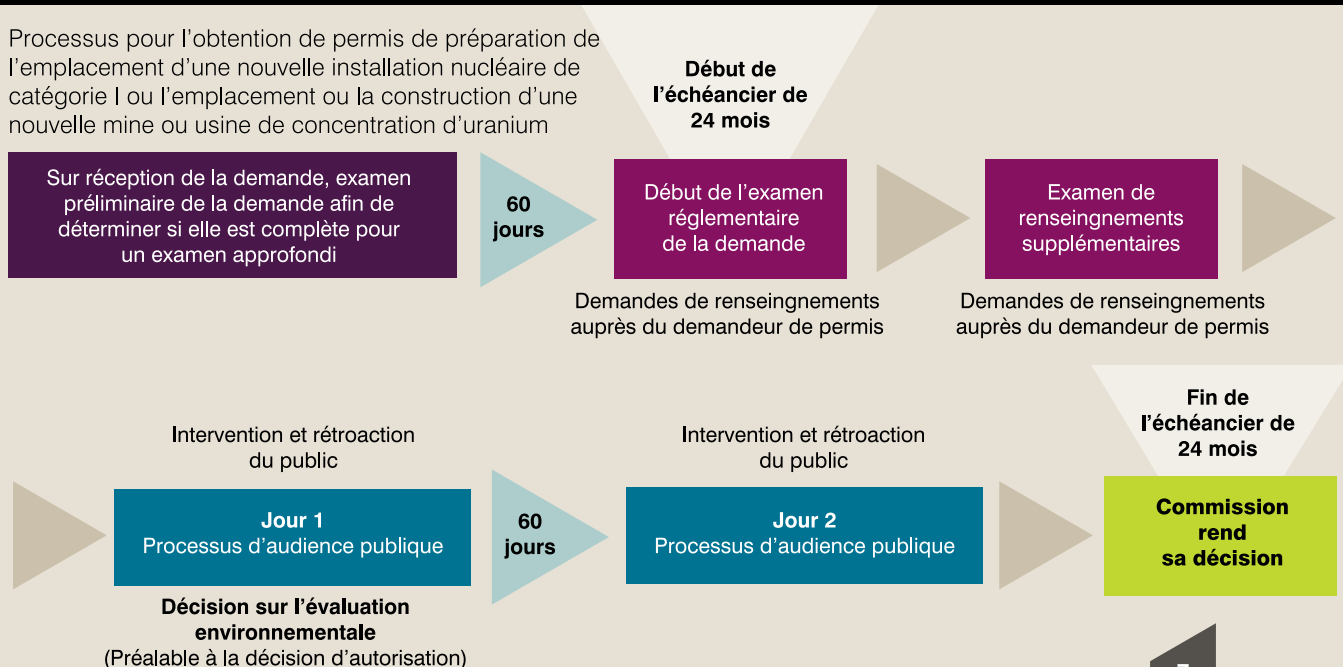 Processus pour l'obtention de permis de préparation de
l'emplacement d'une nouvelle installation nucléaire de
catégorie I ou l'emplacement ou la construction d'une
nouvelle mine ou usine de concentration d'uranium
Début de
l'échéancier de
24 mois
Sur réception de la demande, examen
préliminaire de la demande afin de
déterminer si elle est complète pour
un examen approfondi
60
jours
Début de l'examen
réglementaire
de la demande
Examen de
renseingnements
supplémentaires
Demandes de renseingnements
auprès du demandeur de permis
Demandes de renseingnements
auprès du demandeur de permis
Intervention et rétroaction
du public
Jour 1
Processus d'audience publique
Décision sur l'évaluation
environnementale
(Préalable à la décision d'autorisation)
60
jours
Intervention et rétroaction
du public
Jour 2
Processus d'audience publique
Fin de
l'échéancier de
24 mois
Commission
rend
sa décision